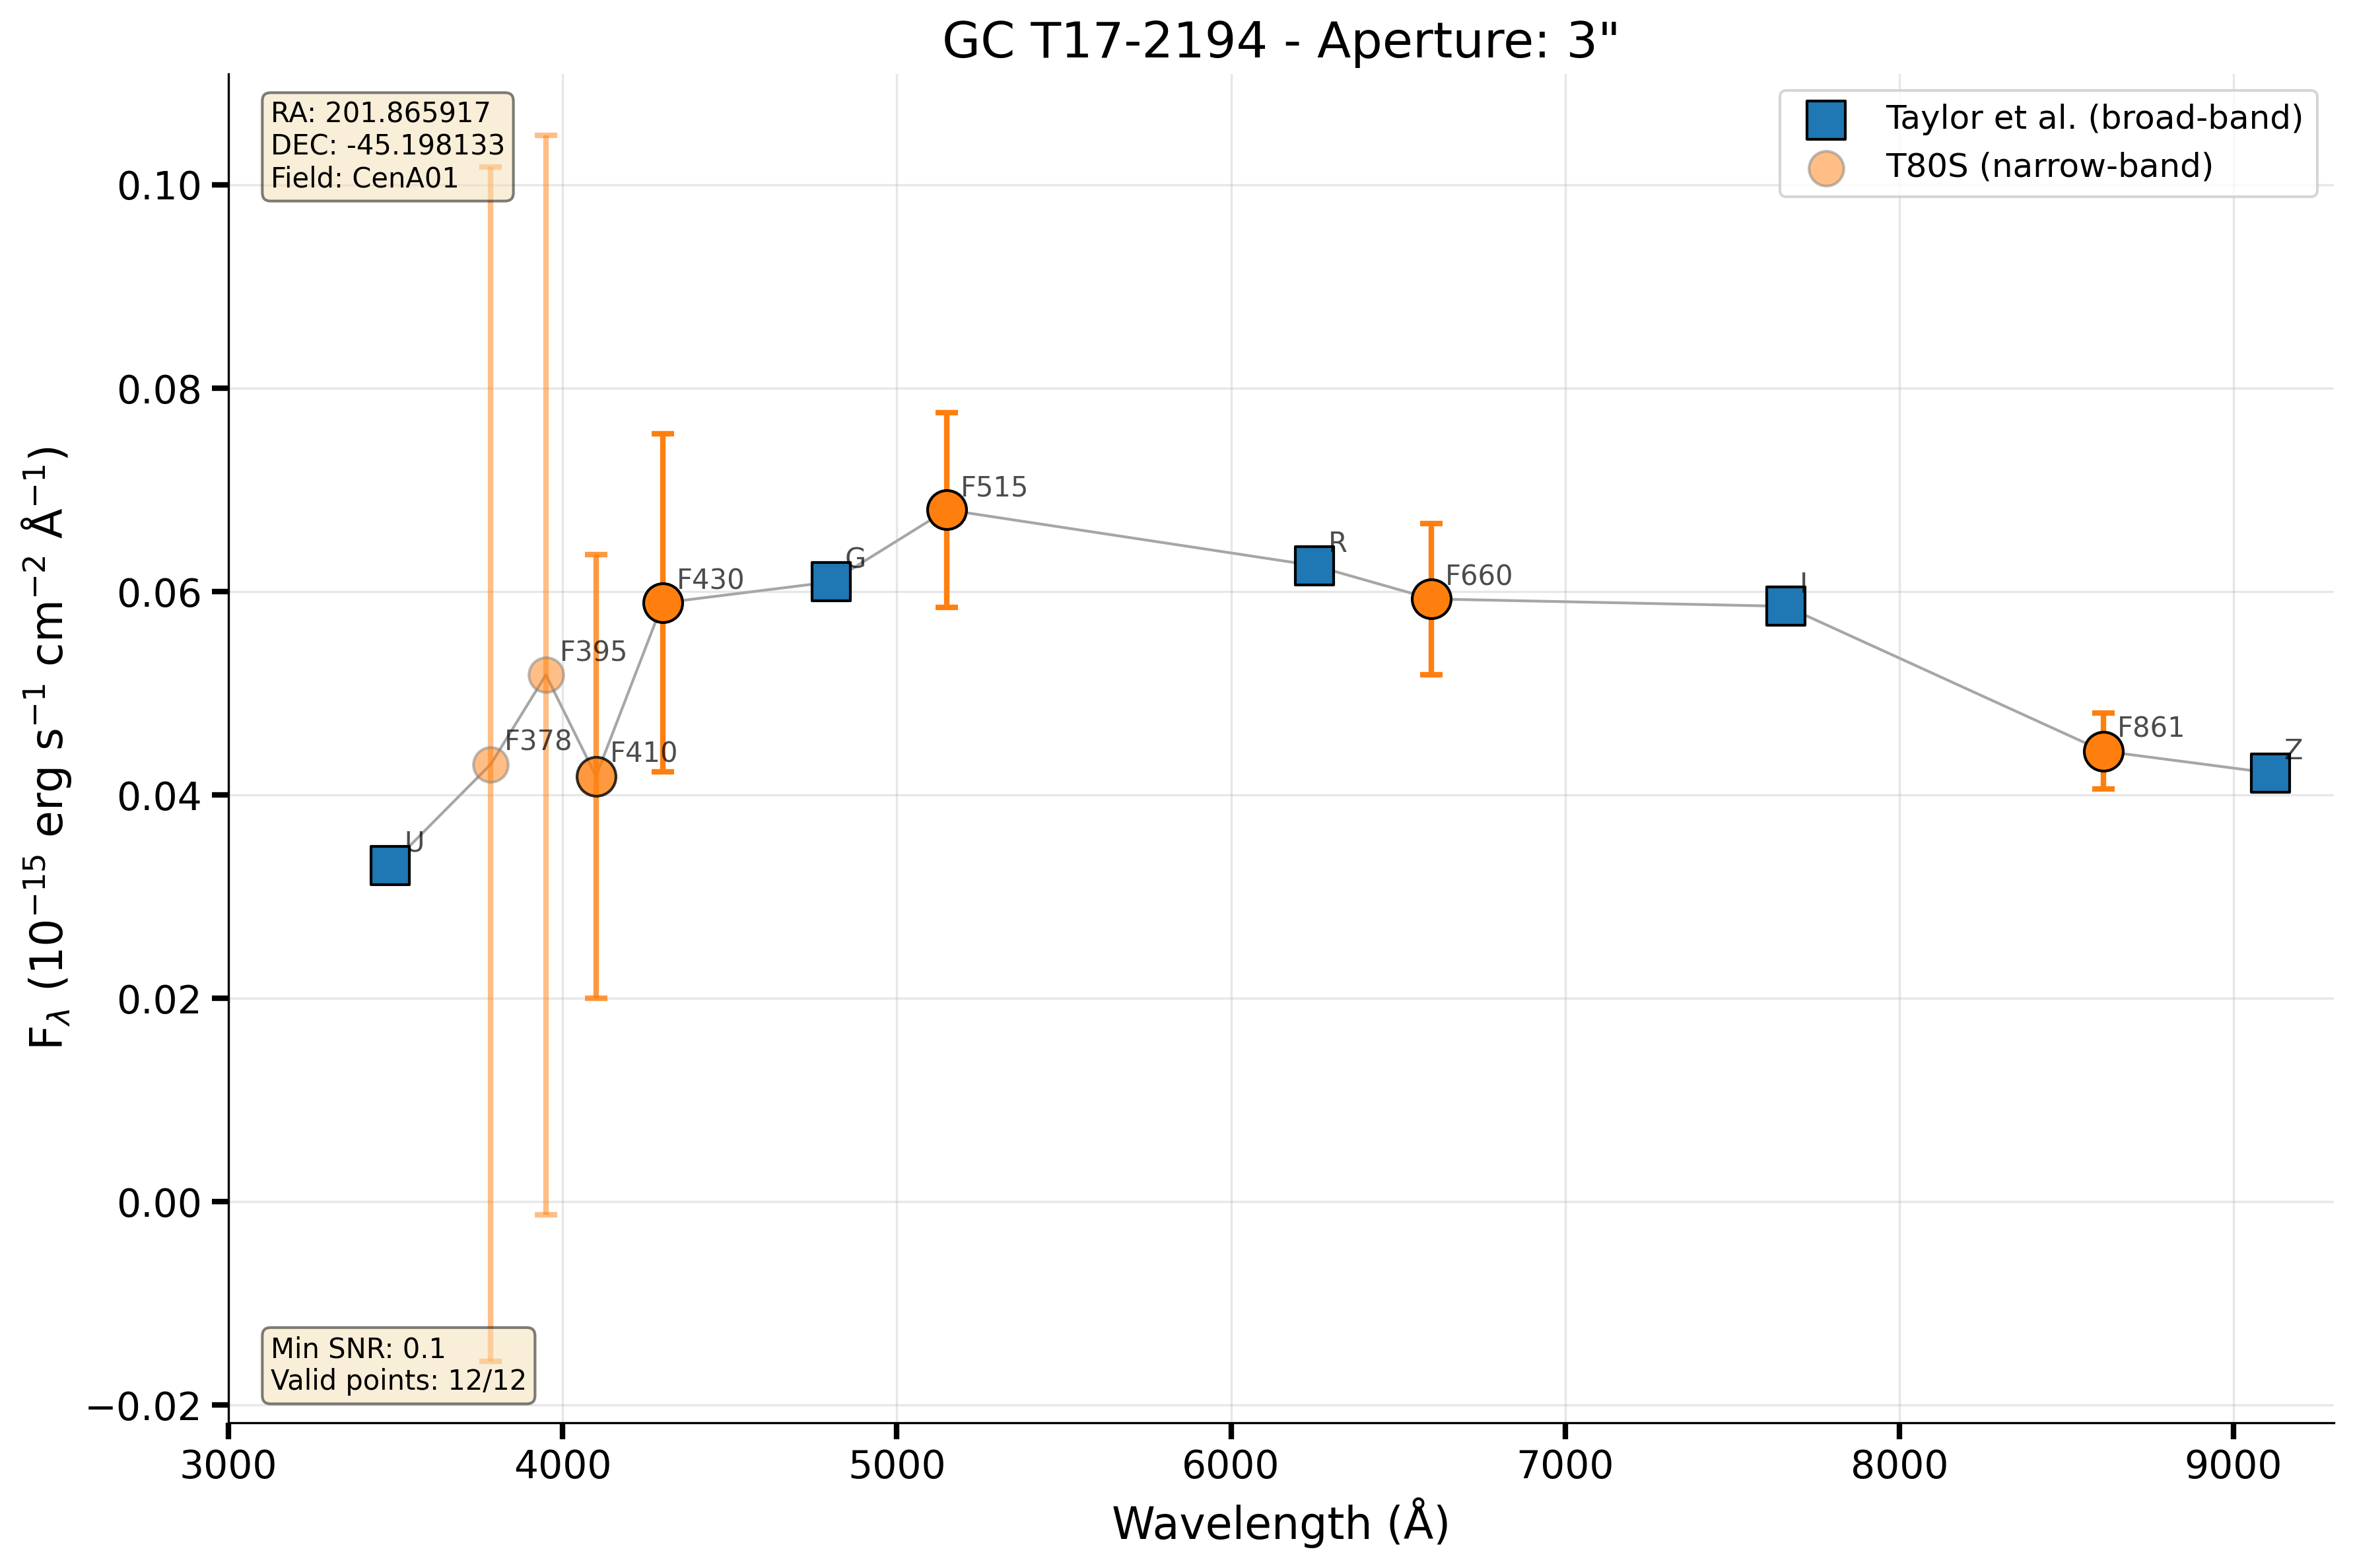 GC T17-2194 - Aperture: 3"
RA: 201.865917
DEC: -45.198133
Field: CenA01
Taylor et al. (broad-band)
T80S (narrow-band)
0.10
0.08
0.06
0.04
0.02
0.00
−0.02
F_λ (10⁻¹⁵ erg s⁻¹ cm⁻² Å⁻¹)
U
F378
F395
F410
F430
G
F515
R
F660
I
F861
Z
Min SNR: 0.1
Valid points: 12/12
3000 4000 5000 6000 7000 8000 9000
Wavelength (Å)